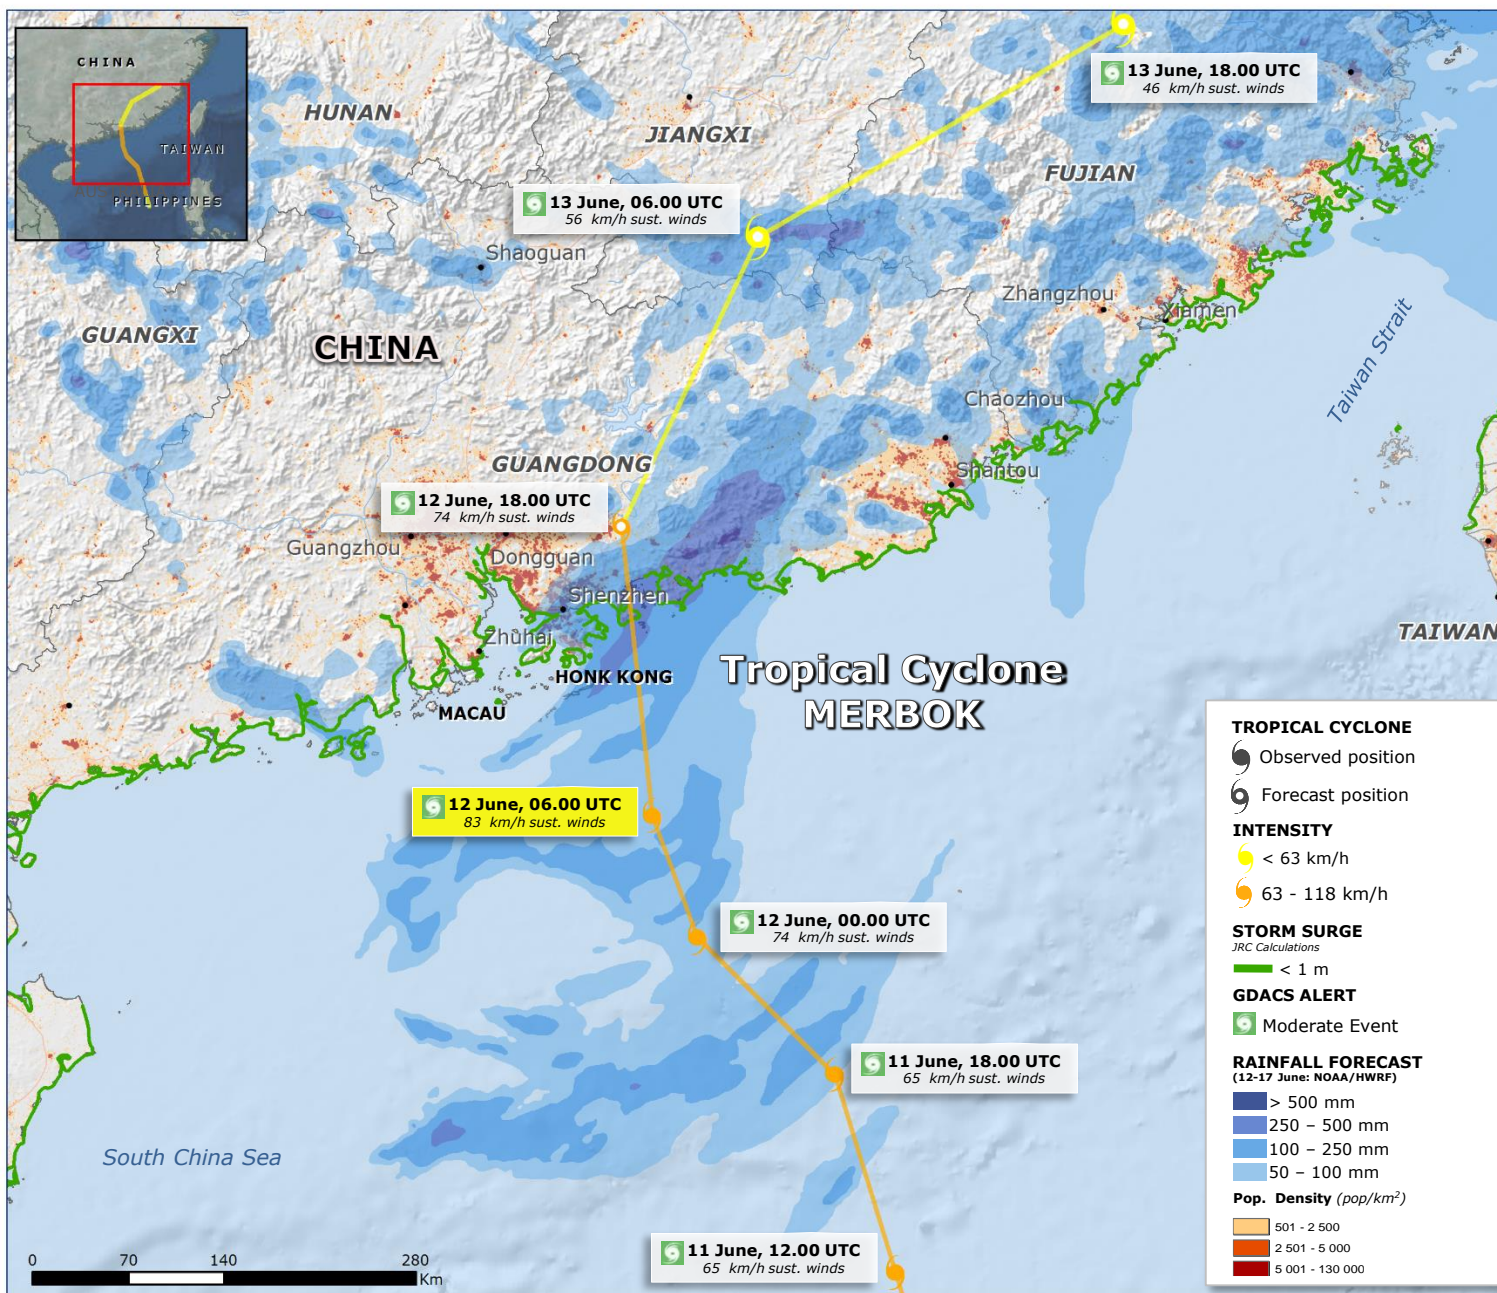 CHINA
TAIWAN
PHILIPPINES
13 June, 18.00 UTC
46 km/h sust. winds
HUNAN
JIANGXI
FUJIAN
13 June, 06.00 UTC
56 km/h sust. winds
Shaoguan
Zhangzhou
Xiamen
GUANGXI
CHINA
Taiwan Strait
Chaozhou
GUANGDONG
Shantou
12 June, 18.00 UTC
74 km/h sust. winds
Guangzhou
Dongguan
Shenzhen
Zhuhai
TAIWAN
HONK KONG
MACAU
Tropical Cyclone
MERBOK
12 June, 06.00 UTC
83 km/h sust. winds
12 June, 00.00 UTC
74 km/h sust. winds
11 June, 18.00 UTC
65 km/h sust. winds
South China Sea
11 June, 12.00 UTC
65 km/h sust. winds
0 70 140 280
Km
TROPICAL CYCLONE
Observed position
Forecast position
INTENSITY
< 63 km/h
63 - 118 km/h
STORM SURGE
JRC Calculations
< 1 m
GDACS ALERT
Moderate Event
RAINFALL FORECAST
(12-17 June: NOAA/HWRF)
> 500 mm
250 – 500 mm
100 – 250 mm
50 – 100 mm
Pop. Density (pop/km²)
501 - 2 500
2 501 - 5 000
5 001 - 130 000